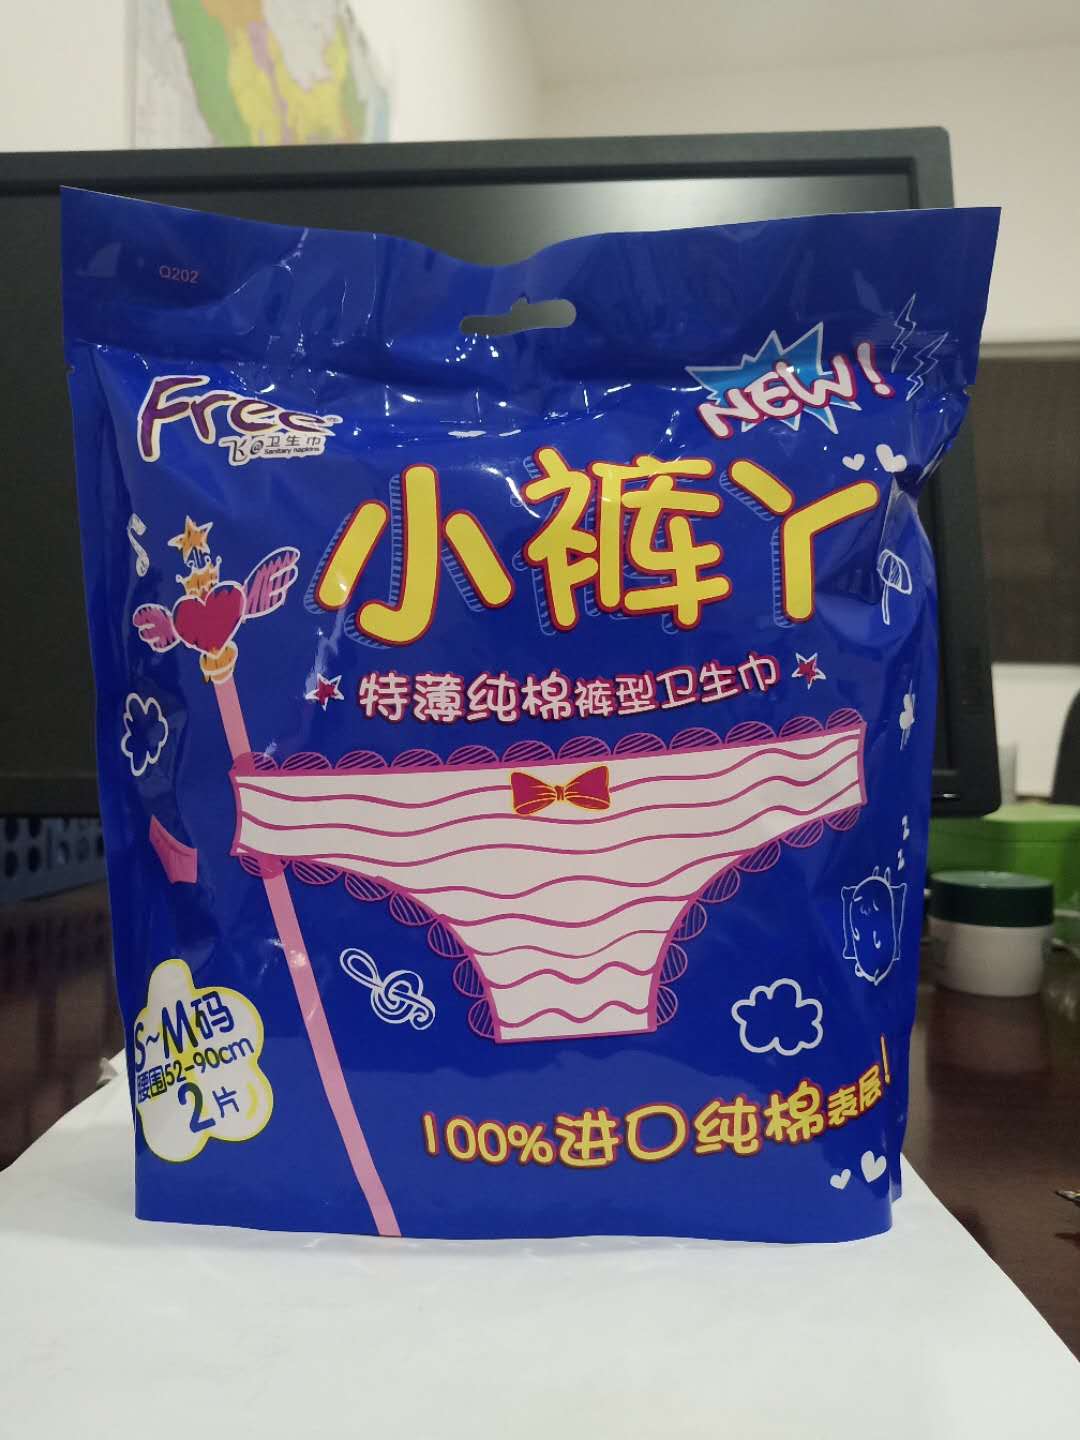 Q202
Free
飞e卫生巾
Sanitary napkins
NEW!
小裤丫
特薄纯棉裤型卫生巾
S~M码
腰围52-90cm
2片
100%进口纯棉表层!
z
z